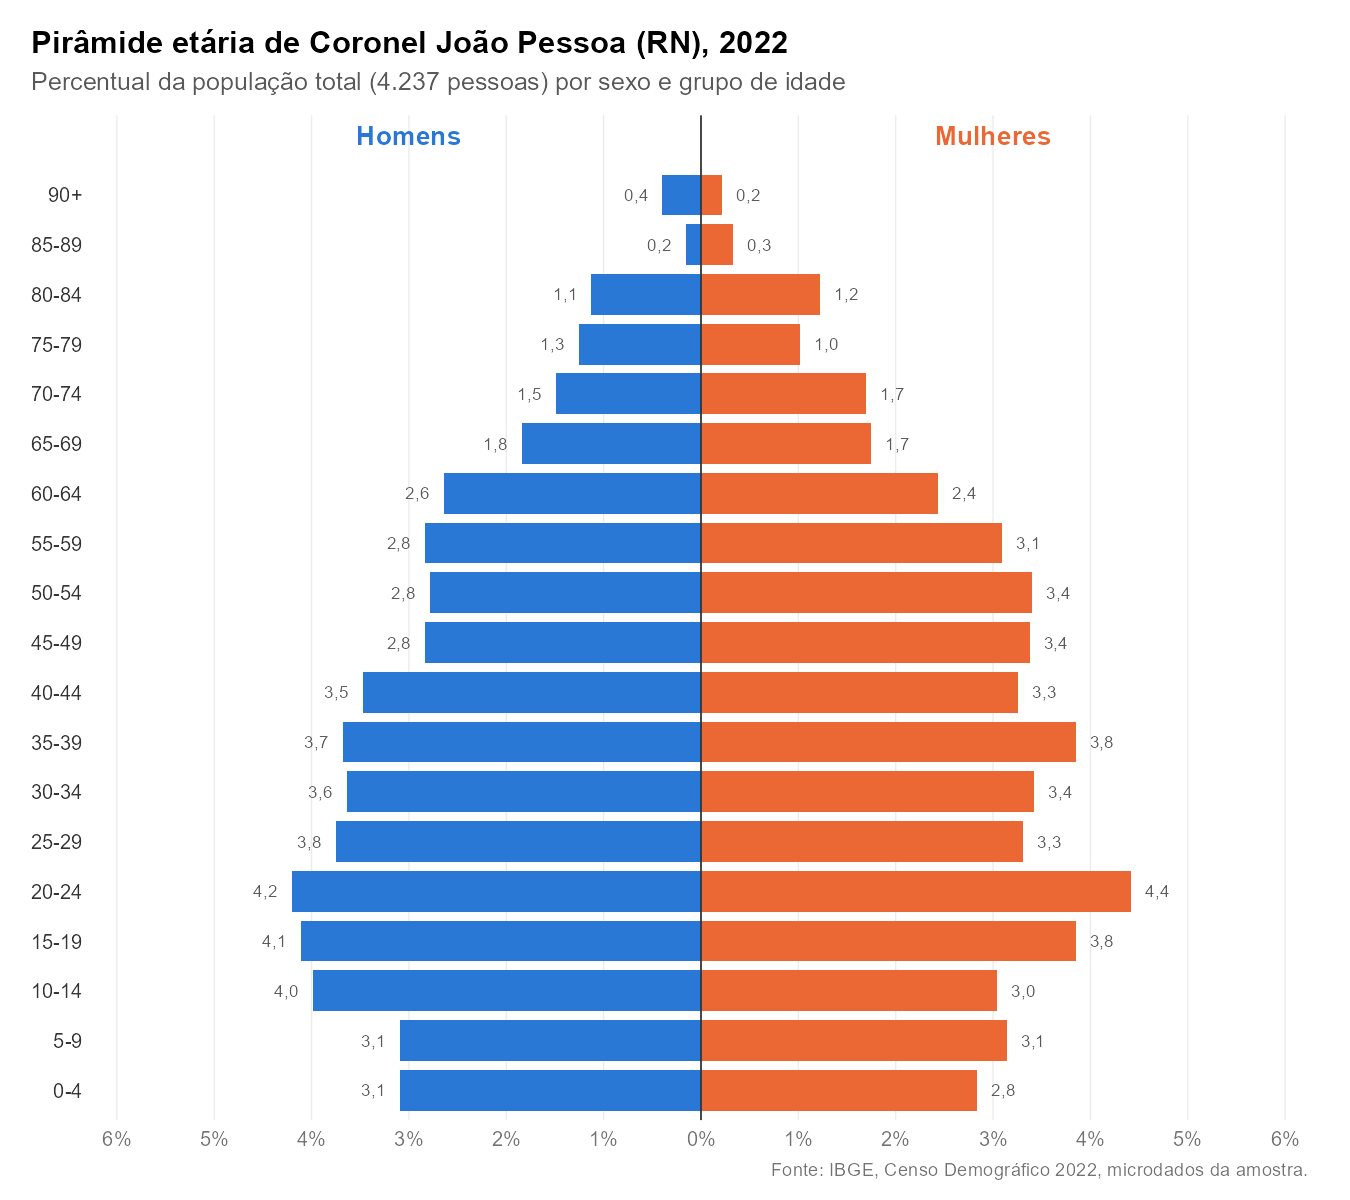 Pirâmide etária de Coronel João Pessoa (RN), 2022
Percentual da população total (4.237 pessoas) por sexo e grupo de idade
Homens Mulheres
90+ 0,4 0,2
85-89 0,2 0,3
80-84 1,1 1,2
75-79 1,3 1,0
70-74 1,5 1,7
65-69 1,8 1,7
60-64 2,6 2,4
55-59 2,8 3,1
50-54 2,8 3,4
45-49 2,8 3,4
40-44 3,5 3,3
35-39 3,7 3,8
30-34 3,6 3,4
25-29 3,8 3,3
20-24 4,2 4,4
15-19 4,1 3,8
10-14 4,0 3,0
5-9 3,1 3,1
0-4 3,1 2,8
6% 5% 4% 3% 2% 1% 0% 1% 2% 3% 4% 5% 6%
Fonte: IBGE, Censo Demográfico 2022, microdados da amostra.